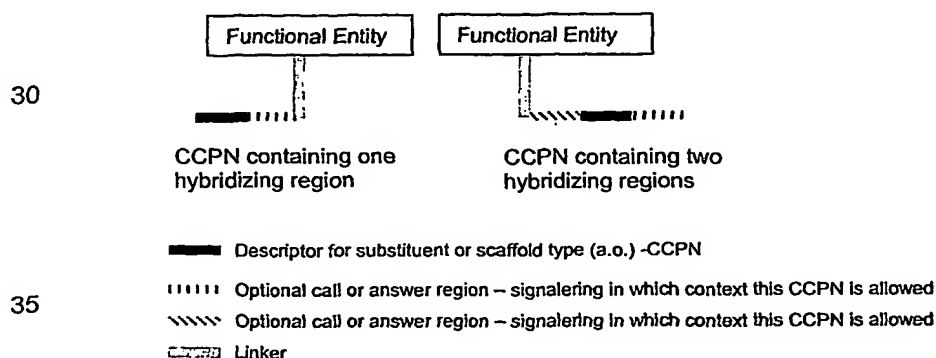 Functional Entity Functional Entity
30
CCPN containing one hybridizing region
CCPN containing two hybridizing regions
Descriptor for substituent or scaffold type (a.o.) -CCPN
Optional call or answer region – signalering in which context this CCPN is allowed
35
Optional call or answer region – signalering in which context this CCPN is allowed
Linker